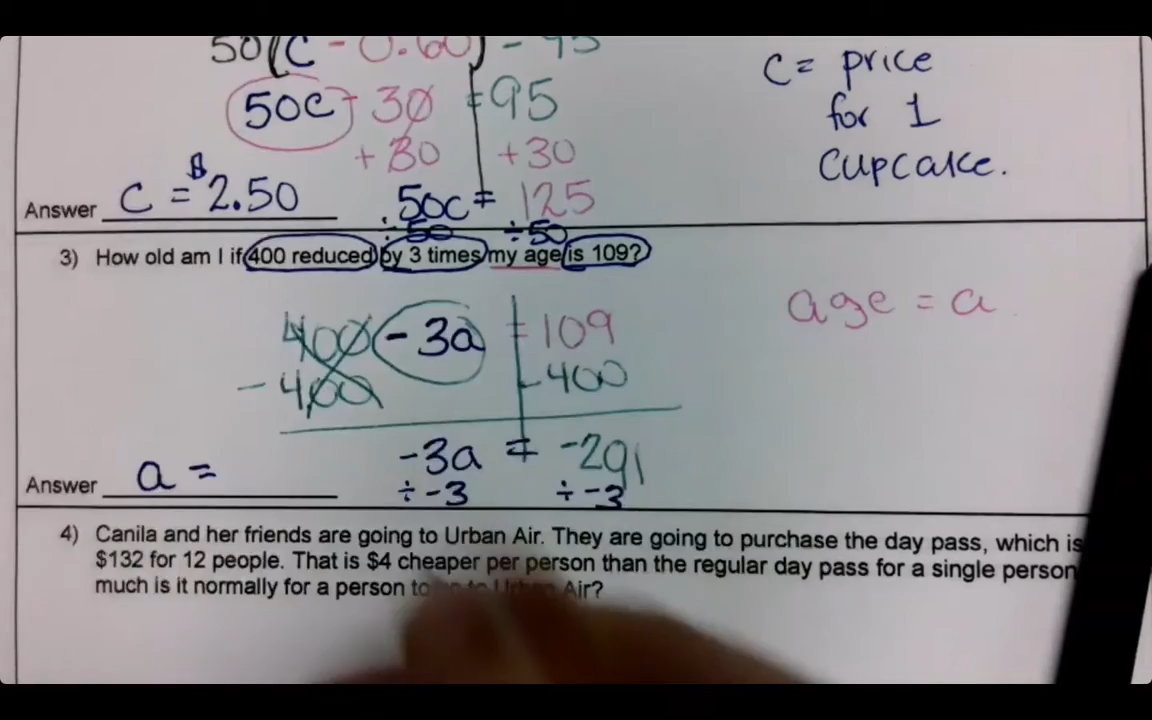 50(C - 0.60) = 95
50C - 30 = 95
+ 30 +30
50C = 125
÷ 50 ÷50
C = price
for 1
Cupcake.
Answer C = $2.50
3) How old am I if 400 reduced by 3 times my age is 109?
400 - 3a = 109
- 400 - 400
age = a
-3a = -291
÷ -3 ÷ -3
Answer a =
4) Canila and her friends are going to Urban Air. They are going to purchase the day pass, which is
$132 for 12 people. That is $4 cheaper per person than the regular day pass for a single person
much is it normally for a person to go to Urban Air?